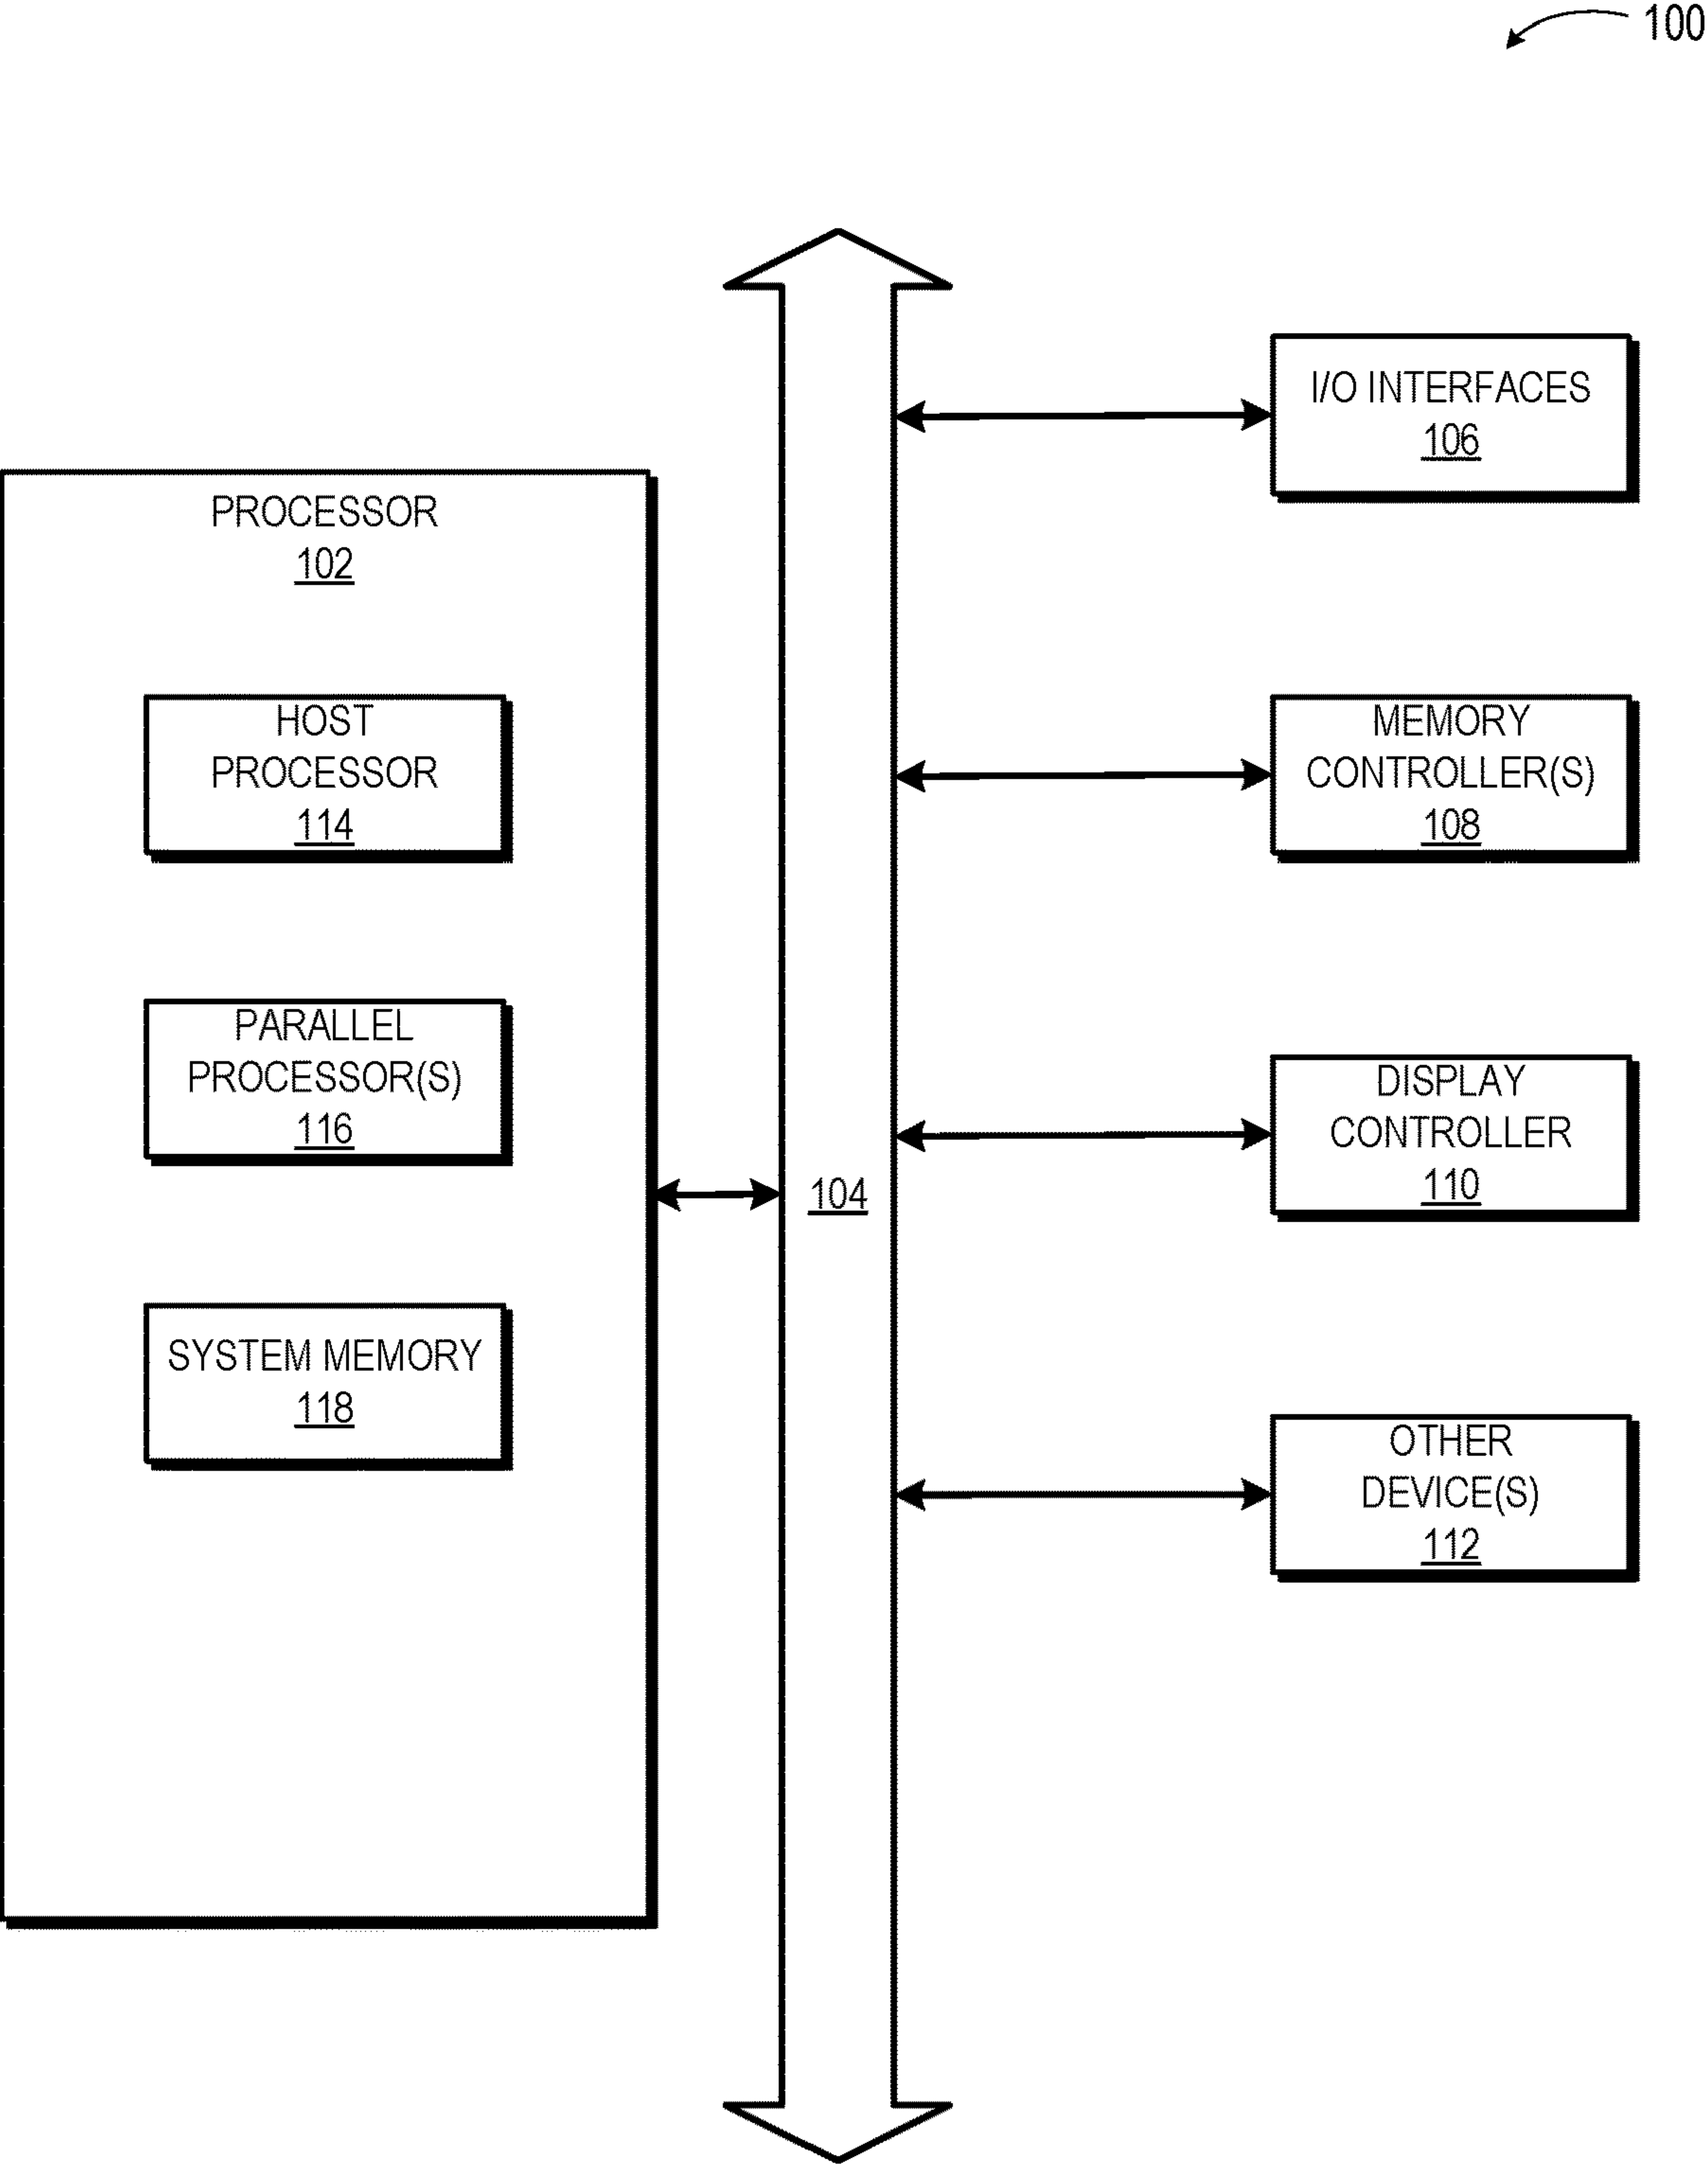 100
PROCESSOR
102
HOST
PROCESSOR
114
PARALLEL
PROCESSOR(S)
116
SYSTEM MEMORY
118
104
I/O INTERFACES
106
MEMORY
CONTROLLER(S)
108
DISPLAY
CONTROLLER
110
OTHER
DEVICE(S)
112